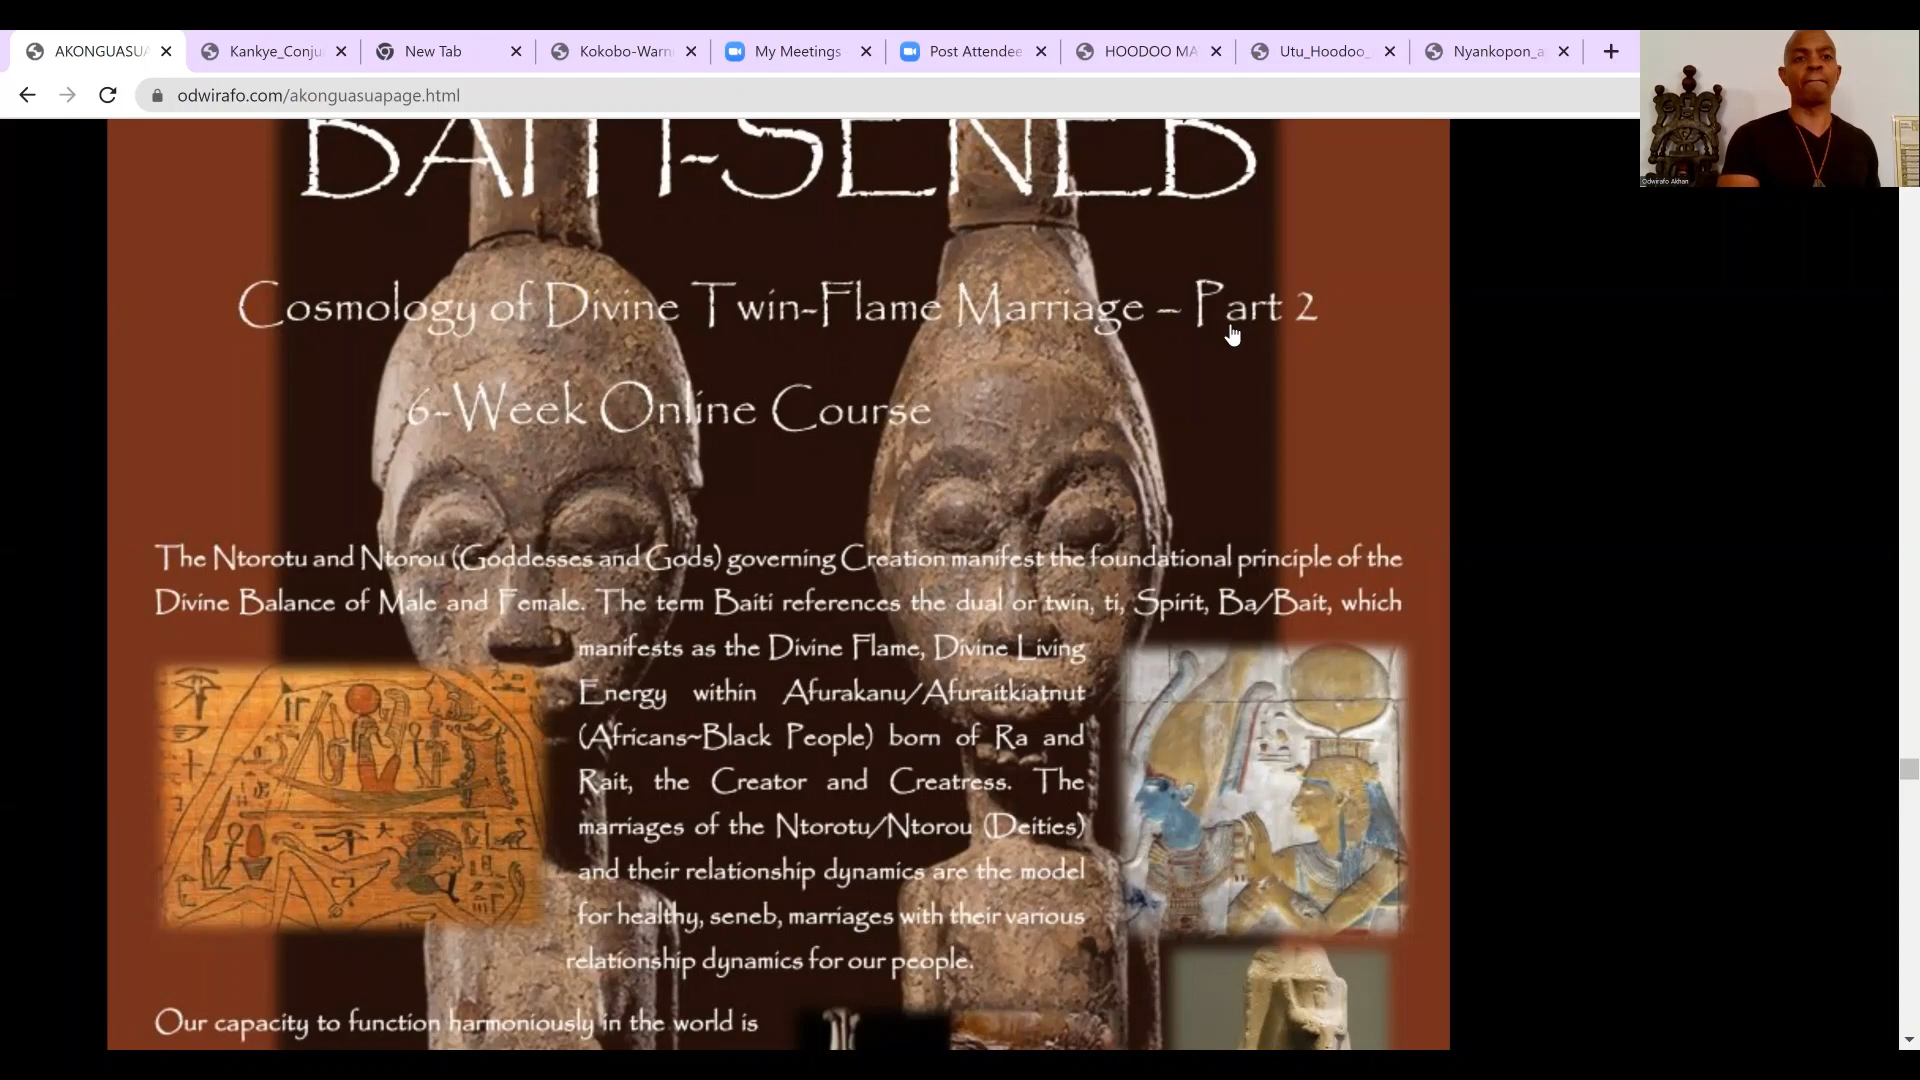 AKONGUASUA
Kankye_Conju
New Tab
Kokobo-Warn
My Meetings
Post Attendee
HOODOO MA
Utu_Hoodoo_
Nyankopon_a
odwirafo.com/akonguasuapage.html
Odwirafo Akhan
BAITI-SENEB
Cosmology of Divine Twin-Flame Marriage – Part 2
6-Week Online Course
The Ntorotu and Ntorou (Goddesses and Gods) governing Creation manifest the foundational principle of the
Divine Balance of Male and Female. The term Baiti references the dual or twin, ti, Spirit, Ba/Bait, which
manifests as the Divine Flame, Divine Living
Energy within Afurakanu/Afuraitkiatnut
(Africans~Black People) born of Ra and
Rait, the Creator and Creatress. The
marriages of the Ntorotu/Ntorou (Deities)
and their relationship dynamics are the model
for healthy, seneb, marriages with their various
relationship dynamics for our people.
Our capacity to function harmoniously in the world is